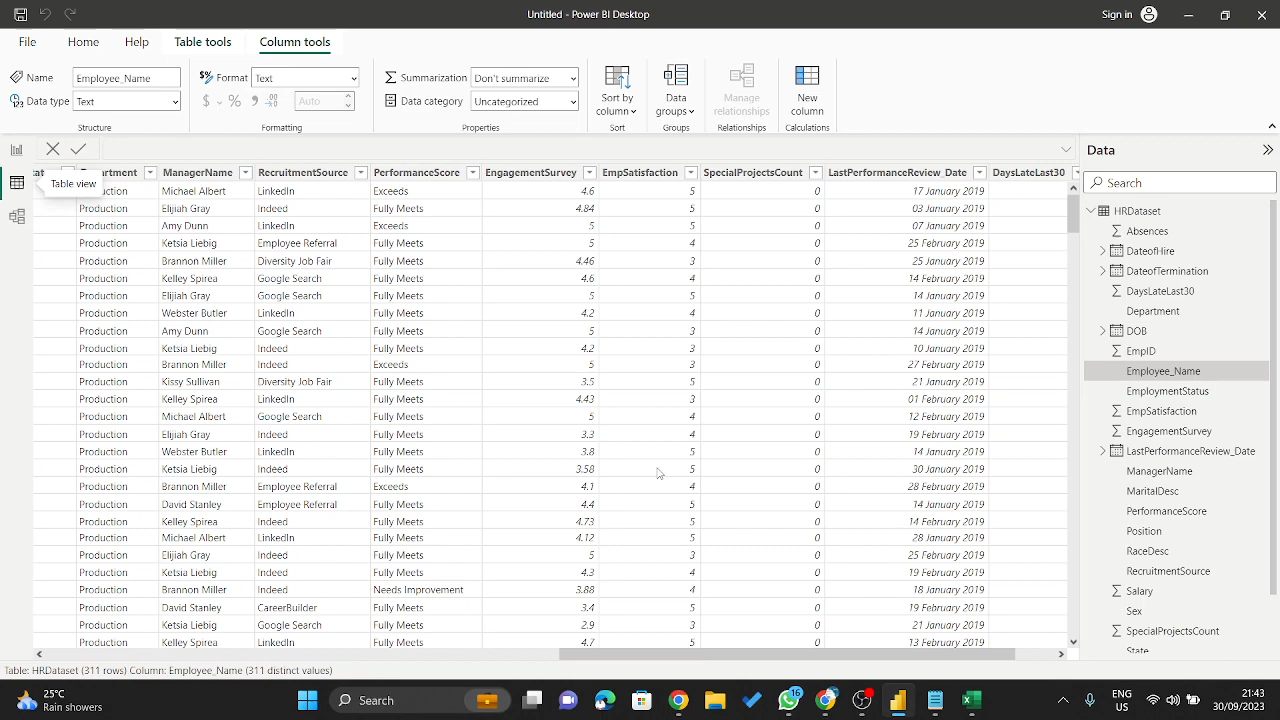 Untitled - Power BI Desktop
Sign in
File Home Help Table tools Column tools
Name Employee_Name
Data type Text
Structure
Format Text
$ % Auto
Formatting
Summarization Don't summarize
Data category Uncategorized
Properties
Sort by column
Sort
Data groups
Groups
Manage relationships
Relationships
New column
Calculations
Table view
Department ManagerName RecruitmentSource PerformanceScore EngagementSurvey EmpSatisfaction SpecialProjectsCount LastPerformanceReview_Date DaysLateLast30
Production Michael Albert LinkedIn Exceeds 4.6 5 0 17 January 2019
Production Elijiah Gray Indeed Fully Meets 4.84 5 0 03 January 2019
Production Amy Dunn LinkedIn Exceeds 5 5 0 07 January 2019
Production Ketsia Liebig Employee Referral Fully Meets 5 4 0 25 February 2019
Production Brannon Miller Diversity Job Fair Fully Meets 4.46 3 0 25 January 2019
Production Kelley Spirea Google Search Fully Meets 4.6 4 0 14 February 2019
Production Elijiah Gray Google Search Fully Meets 5 5 0 14 January 2019
Production Webster Butler LinkedIn Fully Meets 4.2 4 0 11 January 2019
Production Amy Dunn Google Search Fully Meets 5 3 0 14 January 2019
Production Ketsia Liebig Indeed Fully Meets 4.2 3 0 10 January 2019
Production Brannon Miller Indeed Exceeds 5 3 0 27 February 2019
Production Kissy Sullivan Diversity Job Fair Fully Meets 3.5 5 0 21 January 2019
Production Kelley Spirea LinkedIn Fully Meets 4.43 3 0 01 February 2019
Production Michael Albert Google Search Fully Meets 5 4 0 12 February 2019
Production Elijiah Gray Indeed Fully Meets 3.3 4 0 19 February 2019
Production Webster Butler LinkedIn Fully Meets 3.8 5 0 14 January 2019
Production Ketsia Liebig Indeed Fully Meets 3.58 5 0 30 January 2019
Production Brannon Miller Employee Referral Exceeds 4.1 4 0 28 February 2019
Production David Stanley Employee Referral Fully Meets 4.4 5 0 14 January 2019
Production Kelley Spirea Indeed Fully Meets 4.73 5 0 14 February 2019
Production Michael Albert LinkedIn Fully Meets 4.12 5 0 28 January 2019
Production Elijiah Gray Indeed Fully Meets 5 3 0 25 February 2019
Production Ketsia Liebig Indeed Fully Meets 4.3 4 0 19 February 2019
Production Brannon Miller Indeed Needs Improvement 3.88 4 0 18 January 2019
Production David Stanley CareerBuilder Fully Meets 3.4 5 0 19 February 2019
Production Ketsia Liebig Google Search Fully Meets 2.9 3 0 21 January 2019
Production Kelley Spirea LinkedIn Fully Meets 4.7 5 0 13 February 2019
Data
Search
HRDataset
Absences
DateofHire
DateofTermination
DaysLateLast30
Department
DOB
EmpID
Employee_Name
EmploymentStatus
EmpSatisfaction
EngagementSurvey
LastPerformanceReview_Date
ManagerName
MaritalDesc
PerformanceScore
Position
RaceDesc
RecruitmentSource
Salary
Sex
SpecialProjectsCount
State
Table: HRDataset (311 rows) Column: Employee_Name (311 distinct values)
25°C
Rain showers
Search
16
ENG
US
21:43
30/09/2023